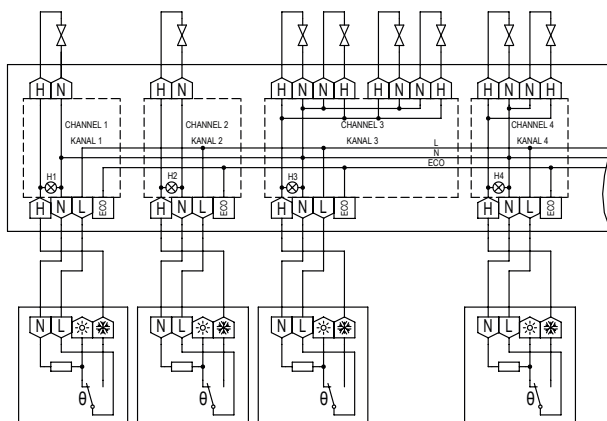 H N H N H N N H H N N H H N N H
CHANNEL 1 CHANNEL 2 CHANNEL 3 CHANNEL 4
KANAL 1 KANAL 2 KANAL 3 L KANAL 4
N
ECO
H1 H2 H3 H4
H N L ECO H N L ECO H N L ECO H N L ECO
N L N L N L N L
θ θ θ θ